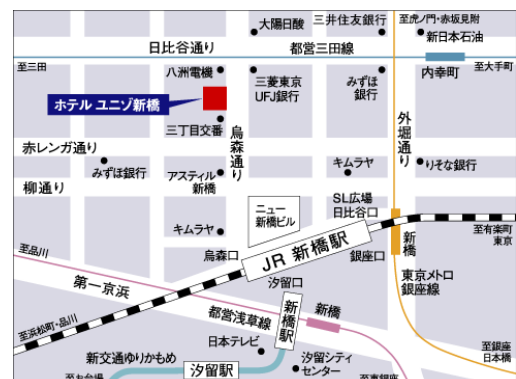 大陽日酸
三井住友銀行
至虎ノ門・赤坂見附
新日本石油
日比谷通り
都営三田線
至三田
八洲電機
三菱東京
UFJ銀行
みずほ
銀行
内幸町
至大手町
ホテル ユニゾ新橋
三丁目交番
烏森通り
外堀通り
赤レンガ通り
みずほ銀行
アスティル
新橋
キムラヤ
りそな銀行
柳通り
ニュー
新橋ビル
SL広場
日比谷口
キムラヤ
烏森口
JR 新橋駅
銀座口
新橋
至有楽町
東京
至品川
第一京浜
汐留口
東京メトロ
銀座線
新橋駅
新橋
都営浅草線
至浜松町・品川
日本テレビ
新交通ゆりかもめ
汐留駅
汐留シティ
センター
至銀座
日本橋
至お台場
至東銀座